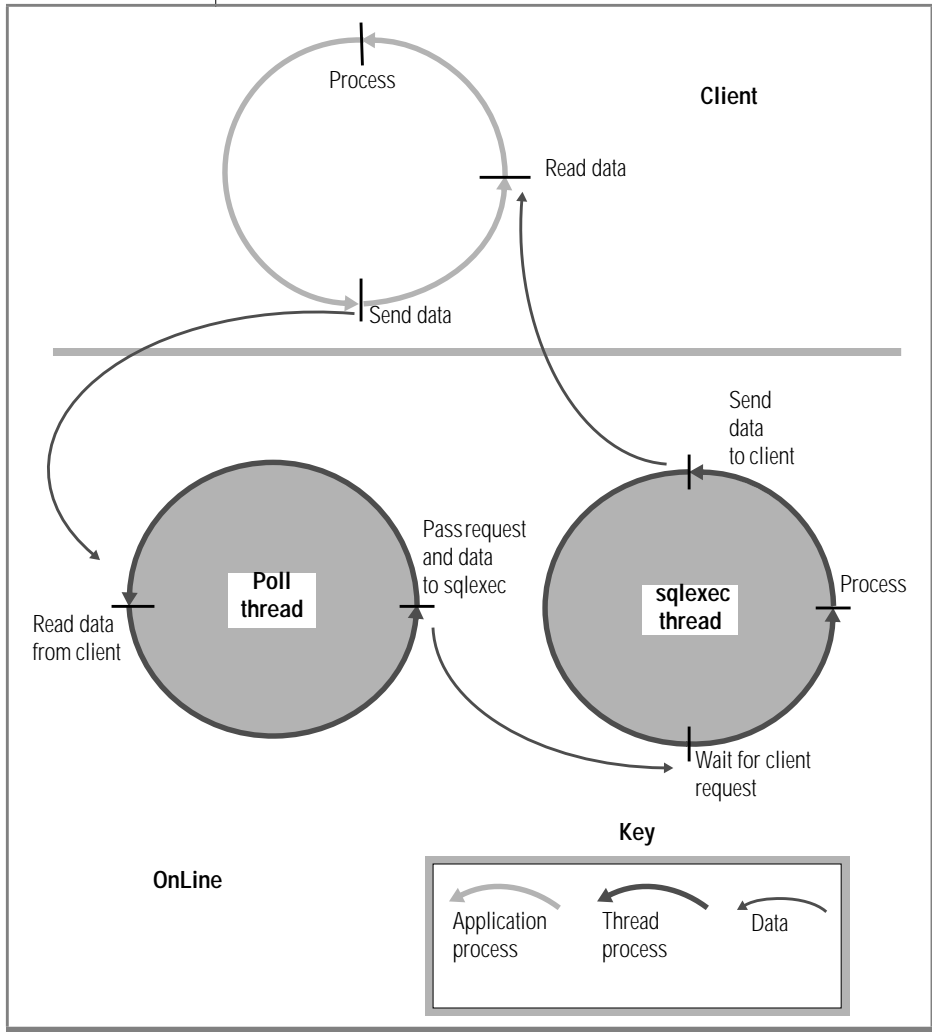 Process
Client
Read data
Send data
Send
data
to client
Pass request
and data
to sqlexec
Poll
thread
sqlexec
thread
Process
Read data
from client
Wait for client
request
Key
OnLine
Application
process
Thread
process
Data